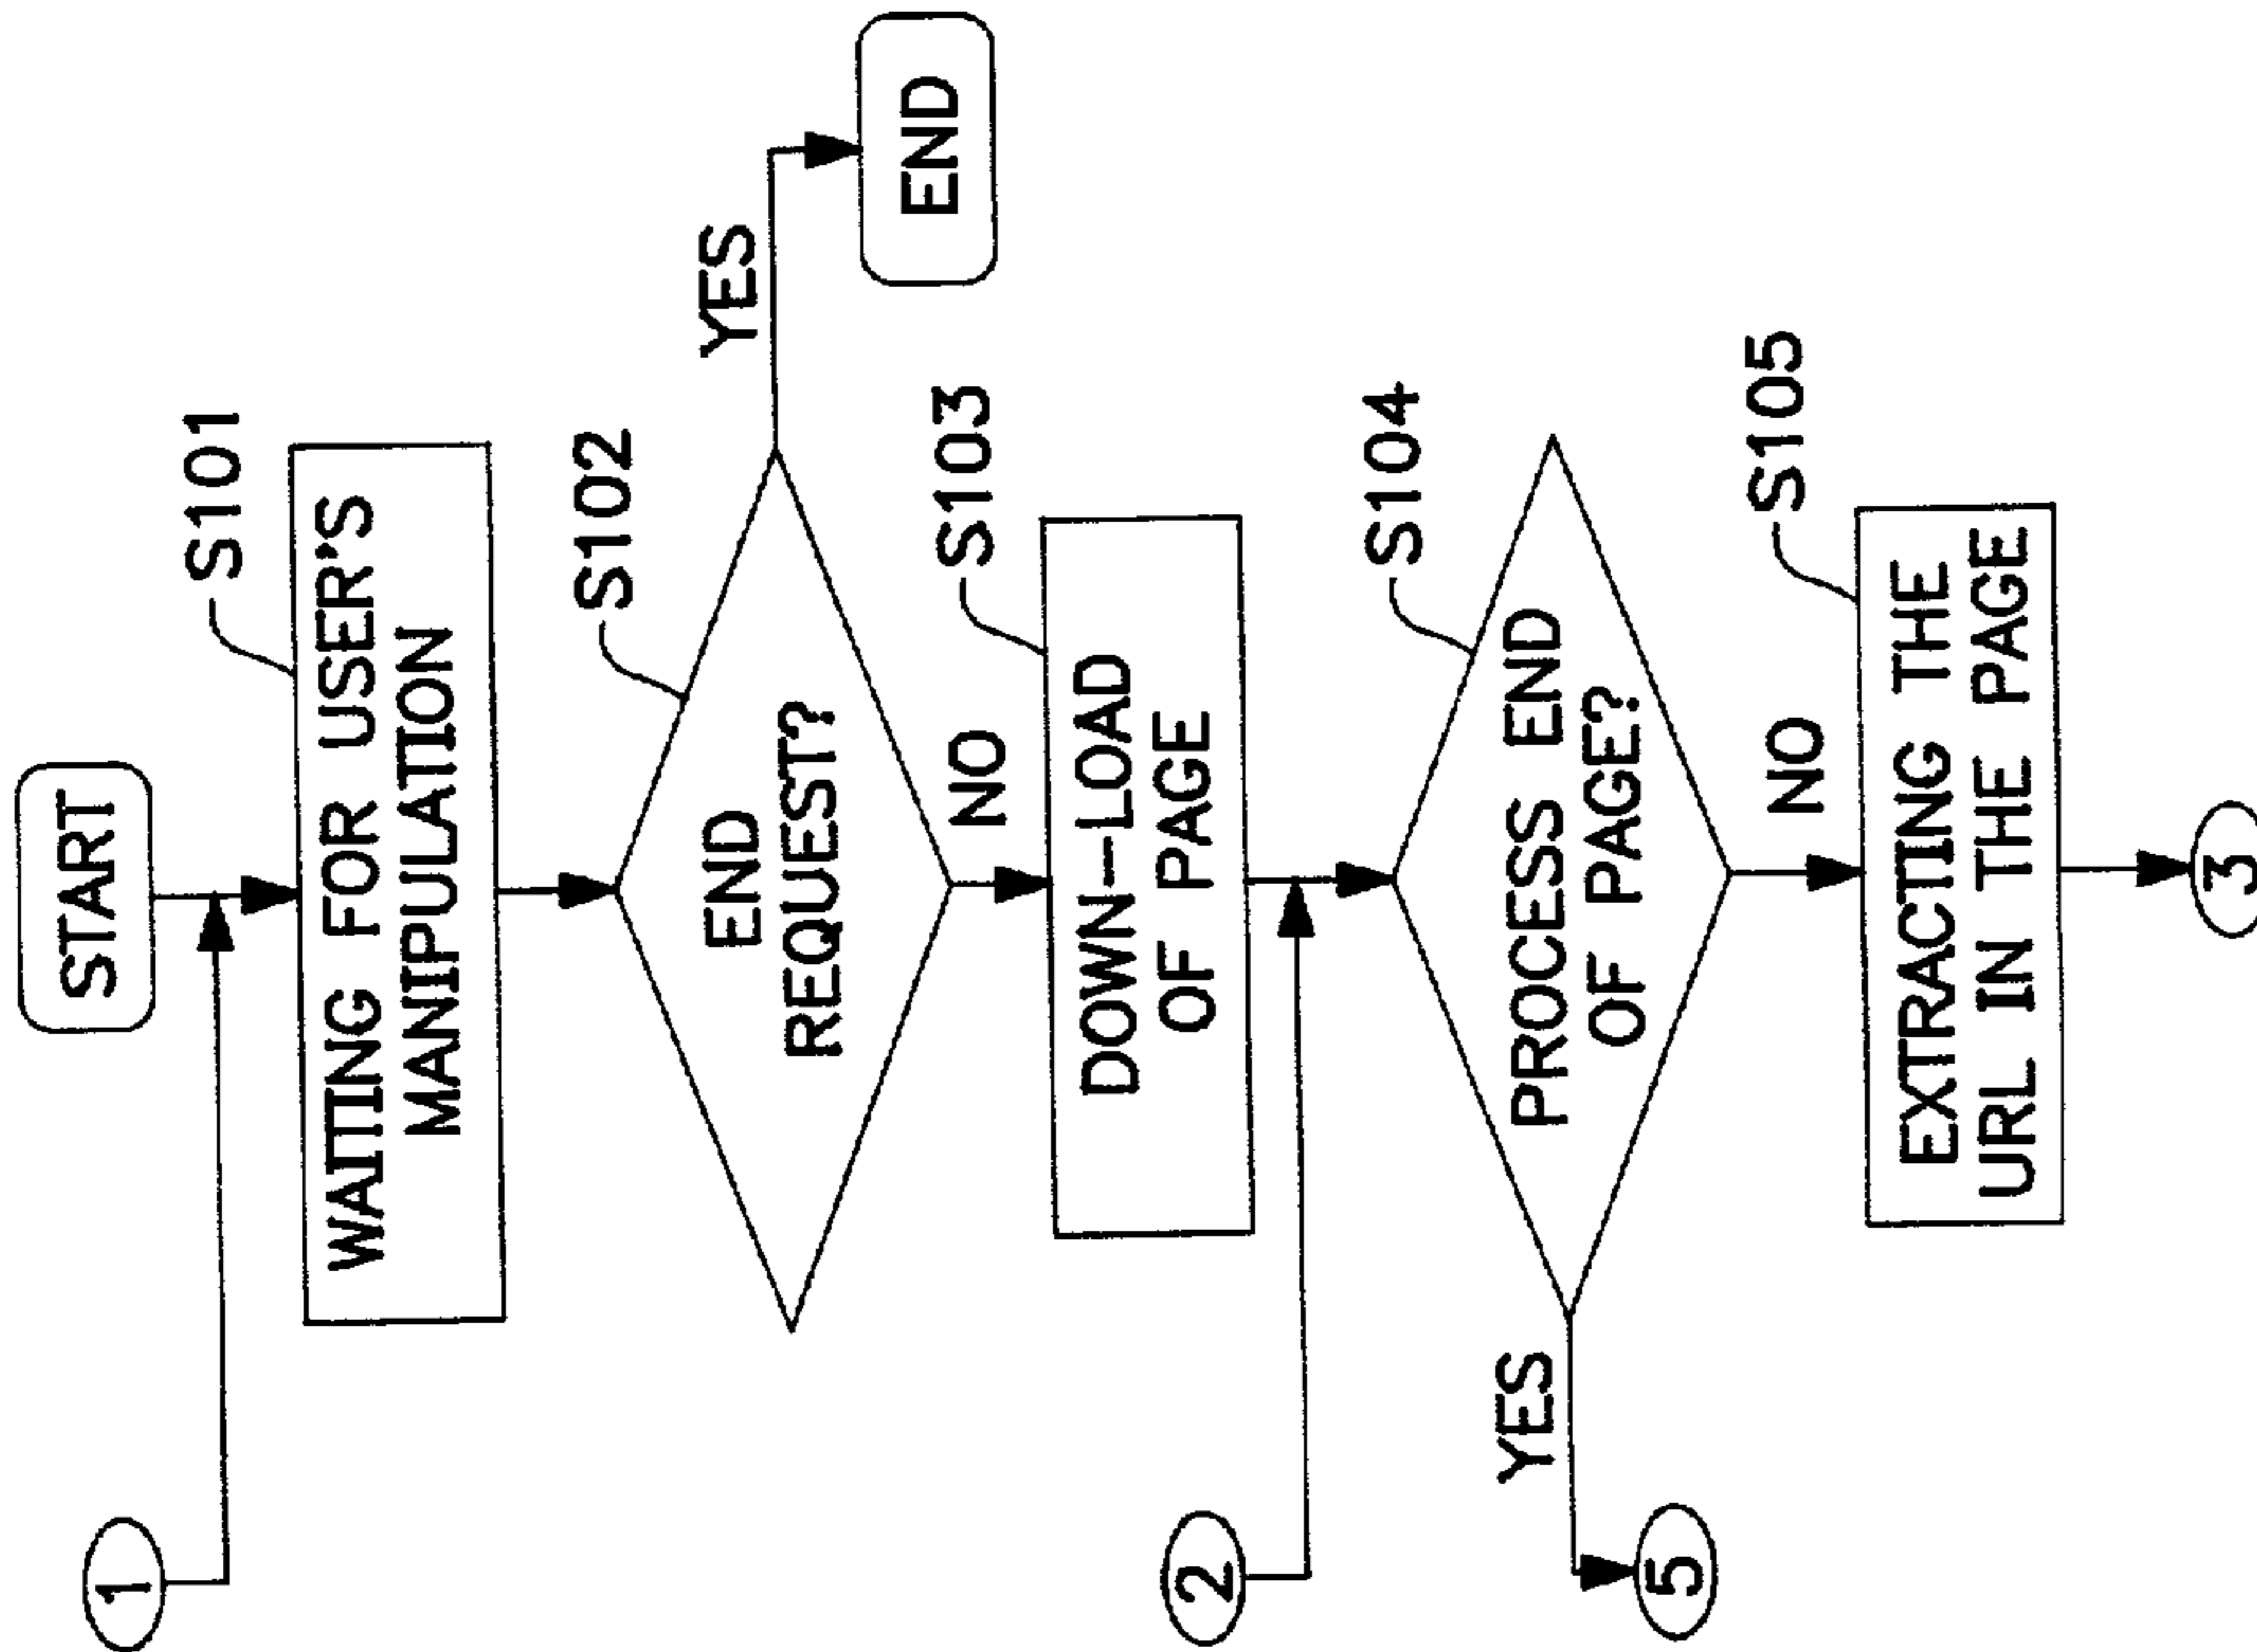 START
1
S101
WAITING FOR USER'S
MANIPULATION
S102
END
REQUEST?
YES
END
NO
S103
DOWN-LOAD
OF PAGE
2
S104
PROCESS END
OF PAGE?
YES
5
NO
S105
EXTRACTING THE
URL IN THE PAGE
3